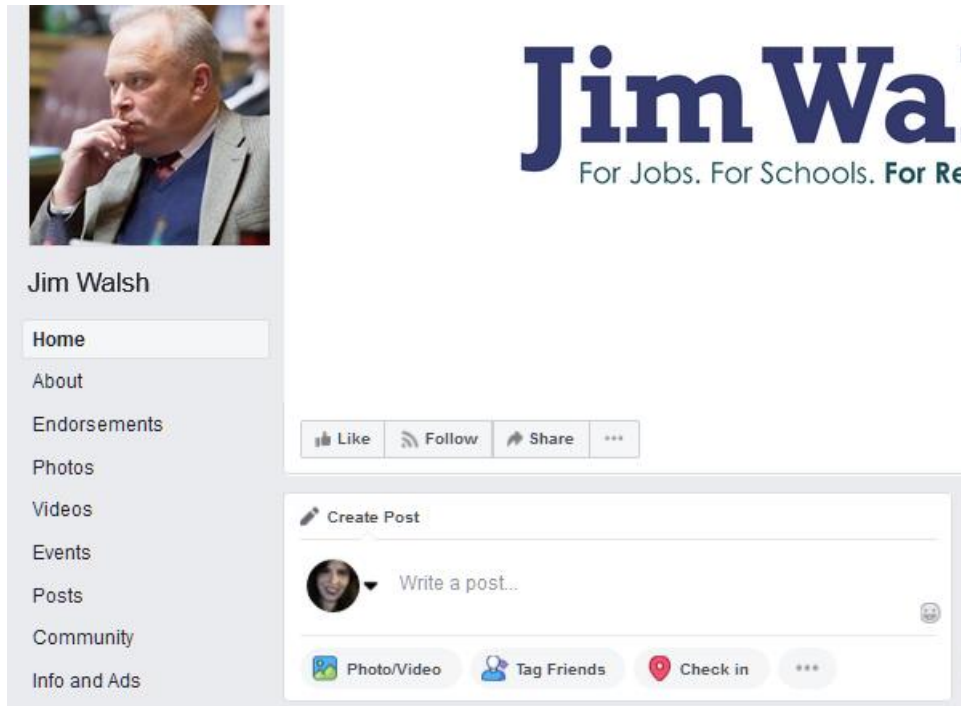 Jim Wal
For Jobs. For Schools. For Re
Jim Walsh
Home
About
Endorsements
Photos
Videos
Events
Posts
Community
Info and Ads
Like Follow Share
Create Post
Write a post...
Photo/Video Tag Friends Check in